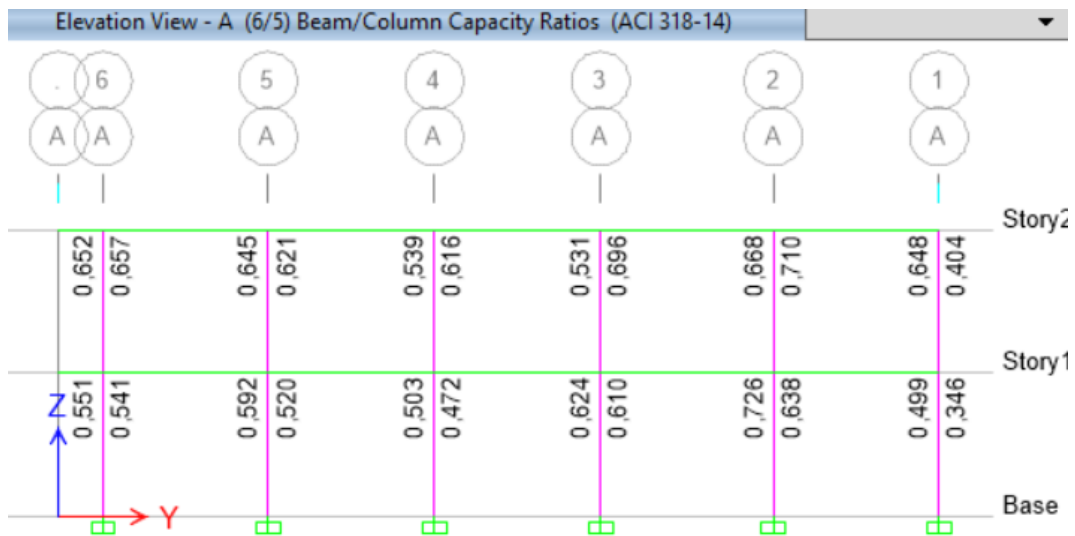 Elevation View - A (6/5) Beam/Column Capacity Ratios (ACI 318-14)
. 6 5 4 3 2 1
A A A A A A A
Story2
0,652 0,657 0,645 0,621 0,539 0,616 0,531 0,696 0,668 0,710 0,648 0,404
Story1
0,551 0,541 0,592 0,520 0,503 0,472 0,624 0,610 0,726 0,638 0,499 0,346
Z
Base
Y